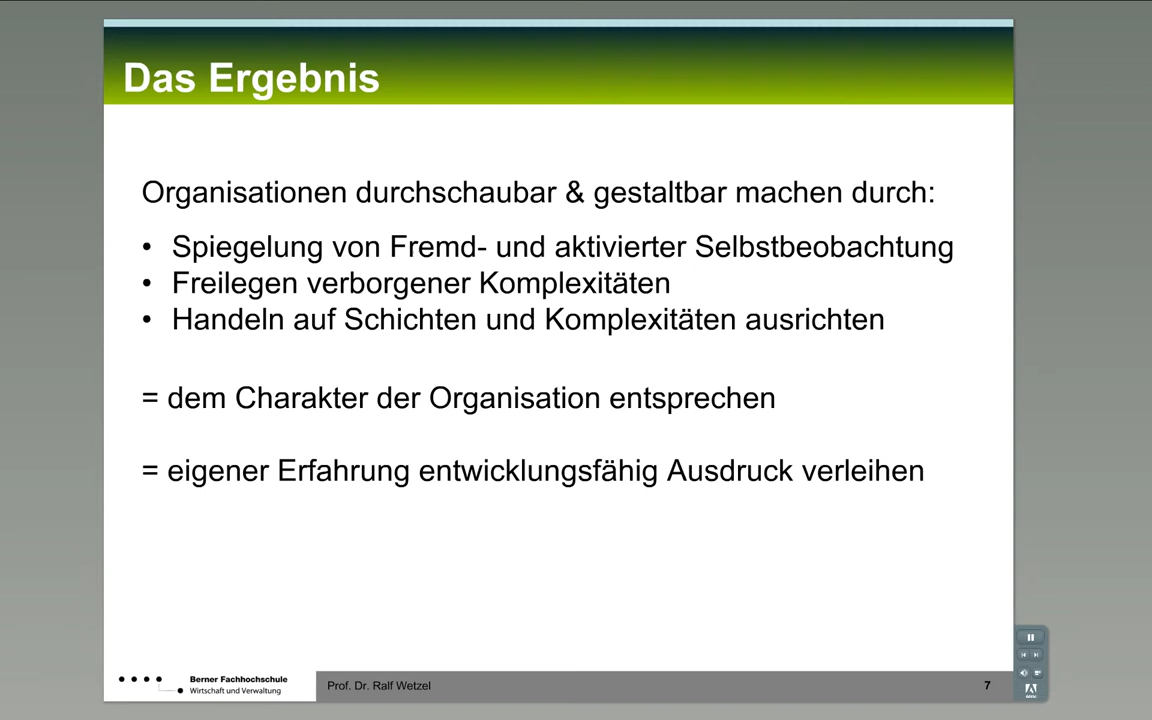 Das Ergebnis
Organisationen durchschaubar & gestaltbar machen durch:
• Spiegelung von Fremd- und aktivierter Selbstbeobachtung
• Freilegen verborgener Komplexitäten
• Handeln auf Schichten und Komplexitäten ausrichten
= dem Charakter der Organisation entsprechen
= eigener Erfahrung entwicklungsfähig Ausdruck verleihen
Berner Fachhochschule
Wirtschaft und Verwaltung
Prof. Dr. Ralf Wetzel
7